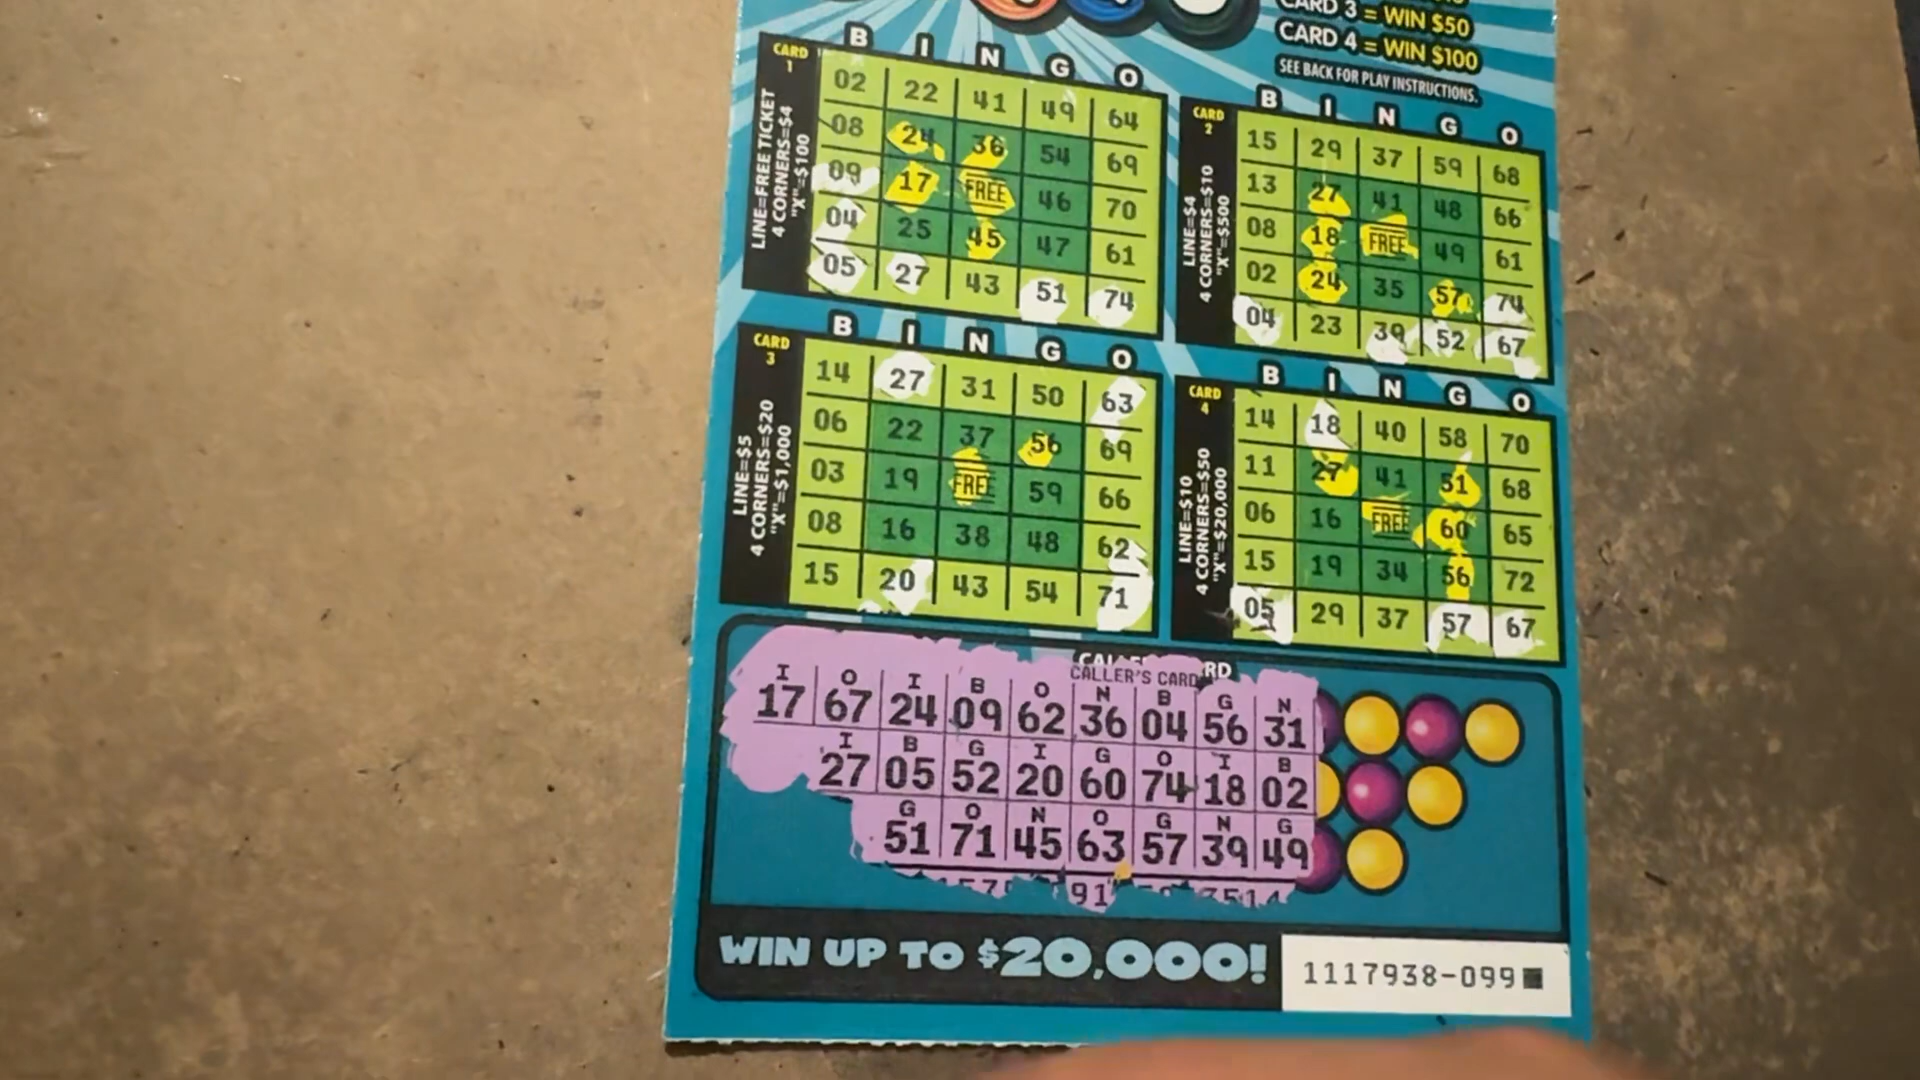 CARD 3 = WIN $50
CARD 4 = WIN $100
SEE BACK FOR PLAY INSTRUCTIONS.
CARD 1
B I N G O
LINE=FREE TICKET
4 CORNERS=$4
"X"=$100
02 22 41 49 64
08 24 36 54 69
09 17 FREE 46 70
04 25 45 47 61
05 27 43 51 74
CARD 2
B I N G O
LINE=$4
4 CORNERS=$10
"X"=$500
15 29 37 59 68
13 27 41 48 66
08 18 FREE 49 61
02 24 35 57 74
04 23 39 52 67
CARD 3
B I N G O
LINE=$5
4 CORNERS=$20
"X"=$1,000
14 27 31 50 63
06 22 37 56 69
03 19 FREE 59 66
08 16 38 48 62
15 20 43 54 71
CARD 4
B I N G O
LINE=$10
4 CORNERS=$50
"X"=$20,000
14 18 40 58 70
11 27 41 51 68
06 16 FREE 60 65
15 19 34 56 72
05 29 37 57 67
CALLER'S CARD
I O I B O N B G N
17 67 24 09 62 36 04 56 31
I B G I G O I B
27 05 52 20 60 74 18 02
G O N O G N G
51 71 45 63 57 39 49
WIN UP TO $20,000!
1117938-099